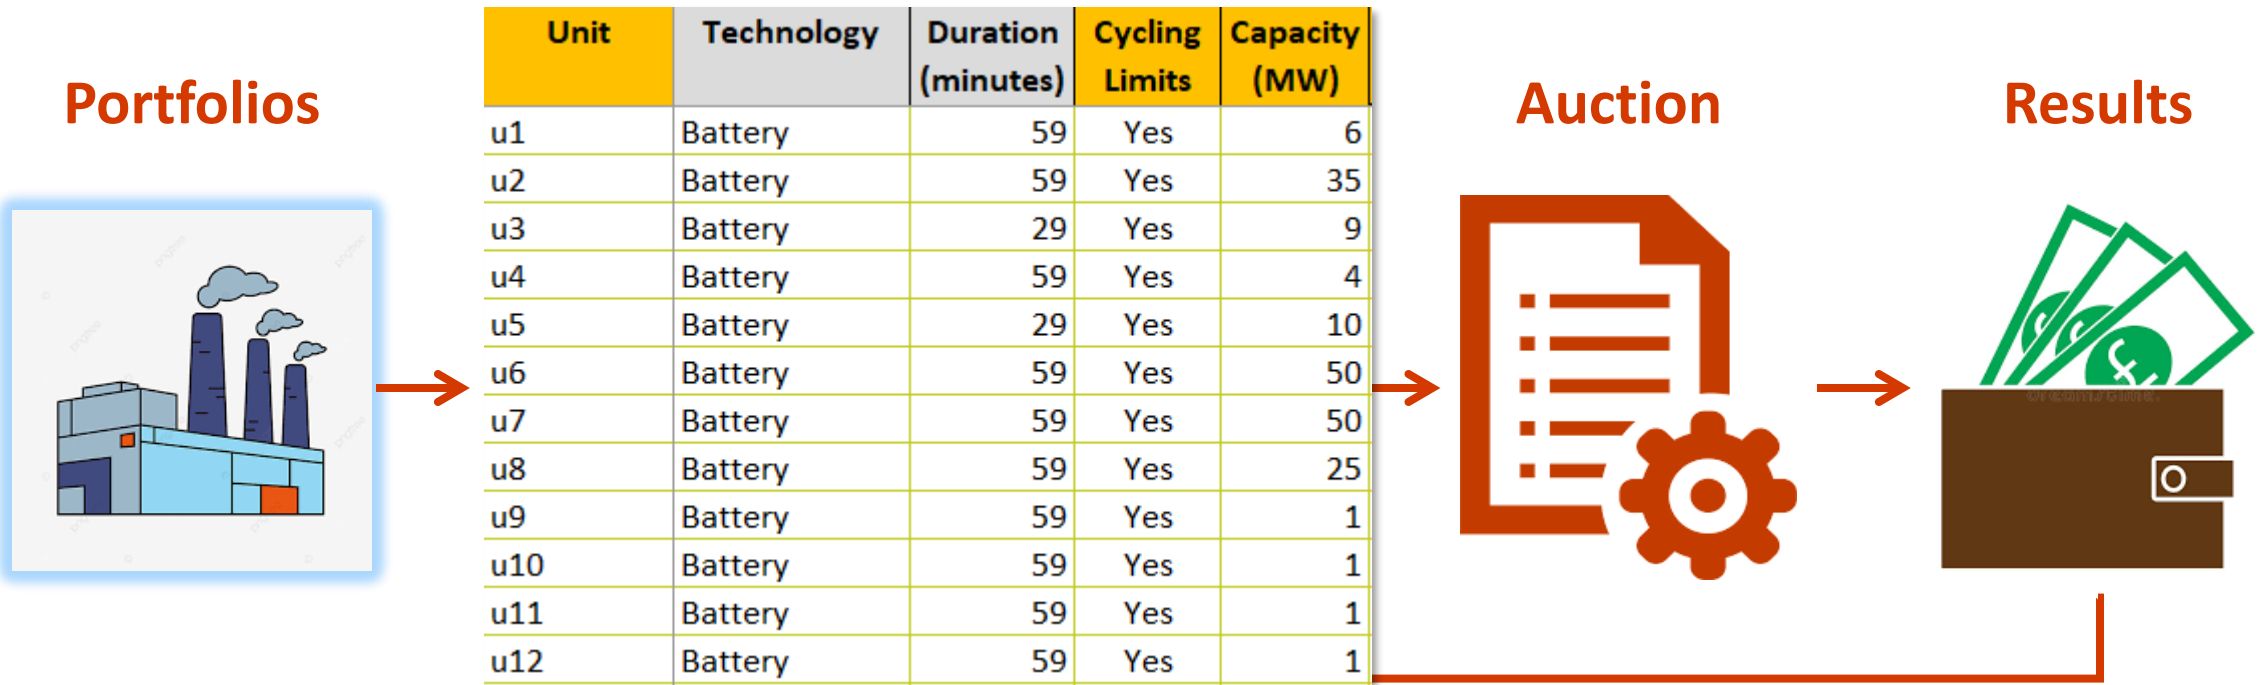 Portfolios
Unit Technology Duration (minutes) Cycling Limits Capacity (MW)
u1 Battery 59 Yes 6
u2 Battery 59 Yes 35
u3 Battery 29 Yes 9
u4 Battery 59 Yes 4
u5 Battery 29 Yes 10
u6 Battery 59 Yes 50
u7 Battery 59 Yes 50
u8 Battery 59 Yes 25
u9 Battery 59 Yes 1
u10 Battery 59 Yes 1
u11 Battery 59 Yes 1
u12 Battery 59 Yes 1
Auction
Results
£